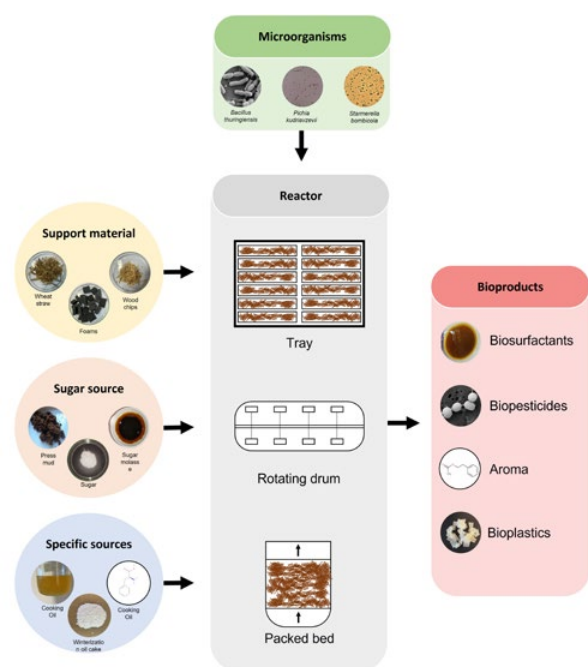 Microorganisms
Bacillus
thuringiensis
Pichia
kudriavzevii
Starmerella
bombicola
Reactor
Support material
Wheat
straw
Wood
chips
Foams
Tray
Sugar source
Press
mud
Sugar
Sugar
molass
e
Rotating drum
Specific sources
Cooking
Oil
Cooking
Oil
Winterizatio
n oil cake
Packed bed
Bioproducts
Biosurfactants
Biopesticides
Aroma
Bioplastics